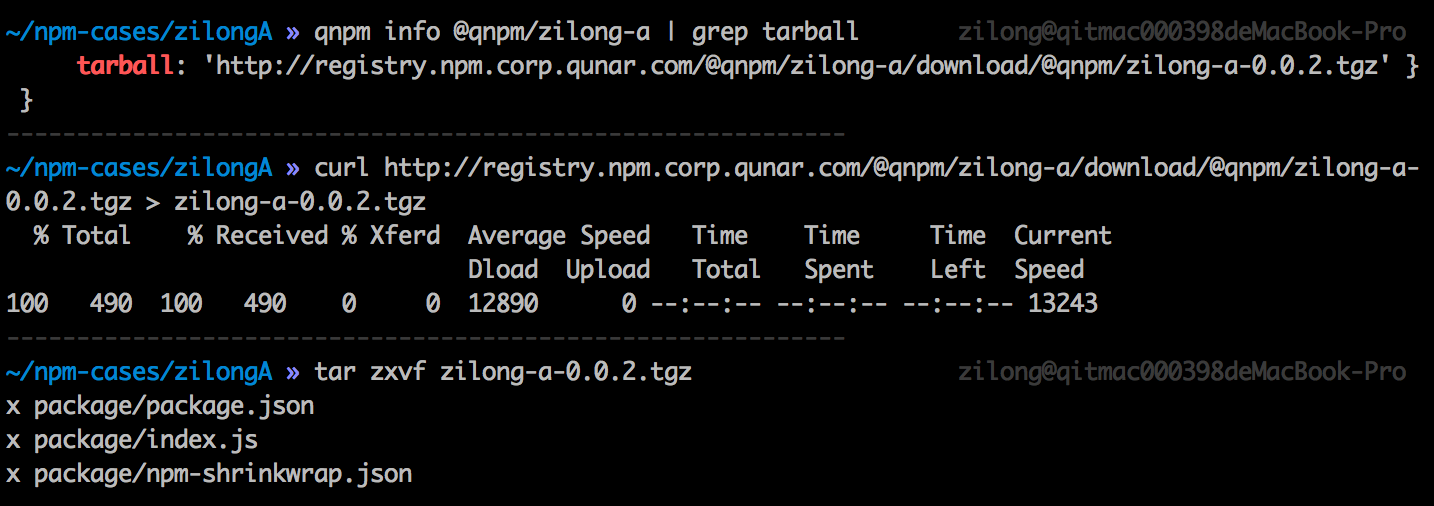 ~/npm-cases/zilongA » qnpm info @qnpm/zilong-a | grep tarball zilong@qitmac000398deMacBook-Pro
tarball: 'http://registry.npm.corp.qunar.com/@qnpm/zilong-a/download/@qnpm/zilong-a-0.0.2.tgz' }
}
------------------------------------------------------------
~/npm-cases/zilongA » curl http://registry.npm.corp.qunar.com/@qnpm/zilong-a/download/@qnpm/zilong-a-
0.0.2.tgz > zilong-a-0.0.2.tgz
% Total % Received % Xferd Average Speed Time Time Time Current
Dload Upload Total Spent Left Speed
100 490 100 490 0 0 12890 0 --:--:-- --:--:-- --:--:-- 13243
------------------------------------------------------------
~/npm-cases/zilongA » tar zxvf zilong-a-0.0.2.tgz zilong@qitmac000398deMacBook-Pro
x package/package.json
x package/index.js
x package/npm-shrinkwrap.json